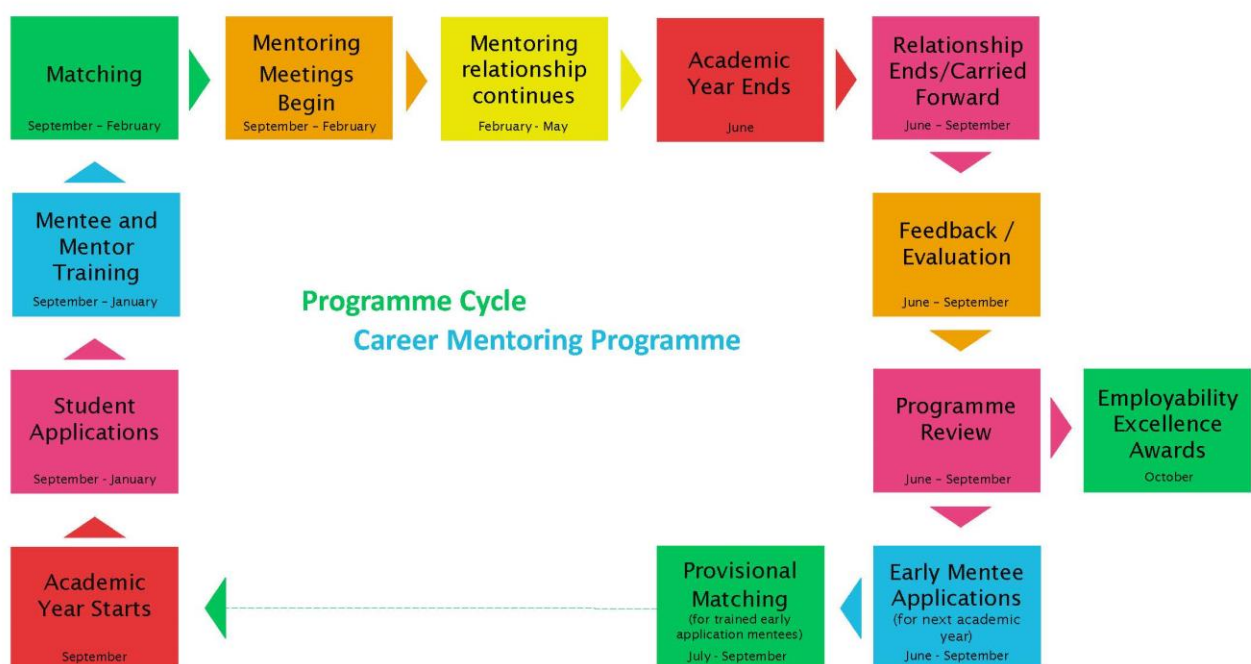 Matching
September – February
Mentoring
Meetings
Begin
September – February
Mentoring
relationship
continues
February - May
Academic
Year Ends
June
Relationship
Ends/Carried
Forward
June – September
Mentee and
Mentor
Training
September – January
Feedback /
Evaluation
June – September
Programme Cycle
Career Mentoring Programme
Student
Applications
September - January
Programme
Review
June – September
Employability
Excellence
Awards
October
Academic
Year Starts
September
Provisional
Matching
(for trained early
application mentees)
July - September
Early Mentee
Applications
(for next academic
year)
June - September